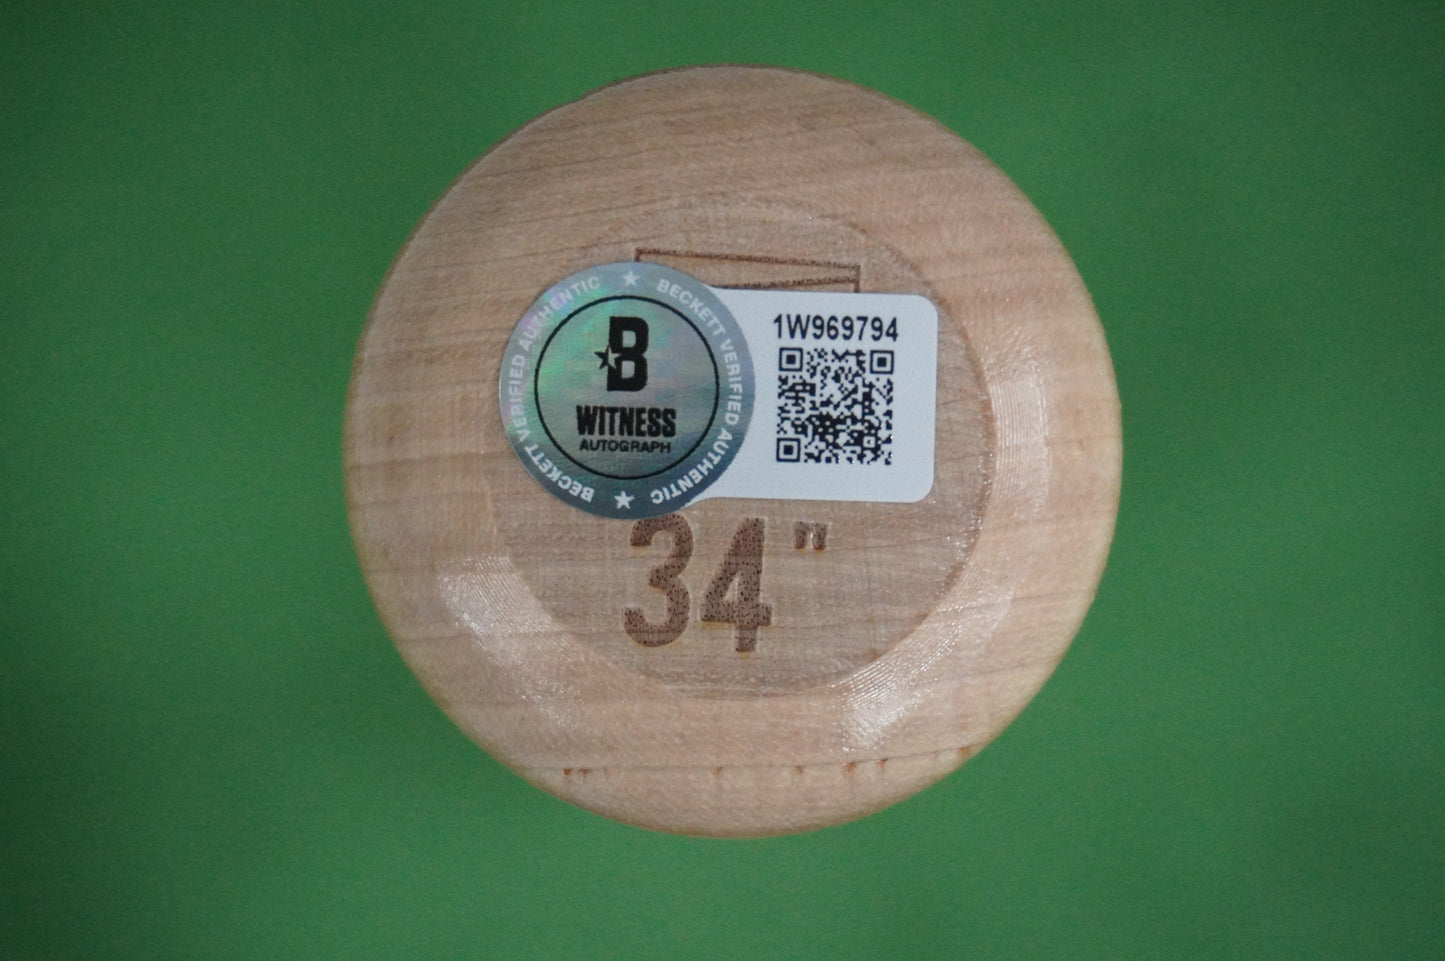 BECKETT VERIFIED AUTHENTIC ★ BECKETT VERIFIED AUTHENTIC ★
B
WITNESS
AUTOGRAPH
1W969794
34"